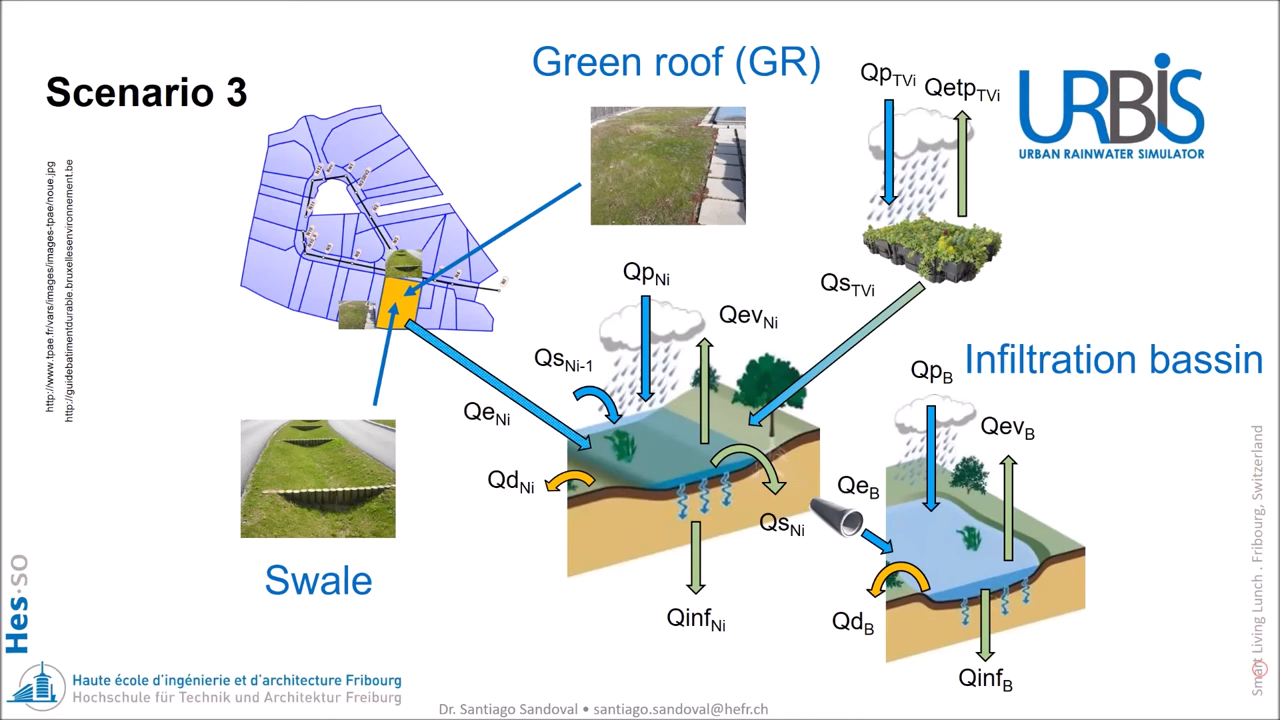 Scenario 3
Green roof (GR)
QpTVi
QetpTVi
URBIS
URBAN RAINWATER SIMULATOR
http://www.tpae.fr/vars/images/images-tpae/noue.jpg
http://guidebatimentdurable.bruxellesenvironnement.be
QpNi
QsTVi
QevNi
QsNi-1
Infiltration bassin
QpB
QeNi
QevB
QdNi
QeB
QsNi
Swale
QinfNi
QdB
QinfB
Hes·SO
Haute école d'ingénierie et d'architecture Fribourg
Hochschule für Technik und Architektur Freiburg
Dr. Santiago Sandoval • santiago.sandoval@hefr.ch
Smart Living Lunch . Fribourg, Switzerland